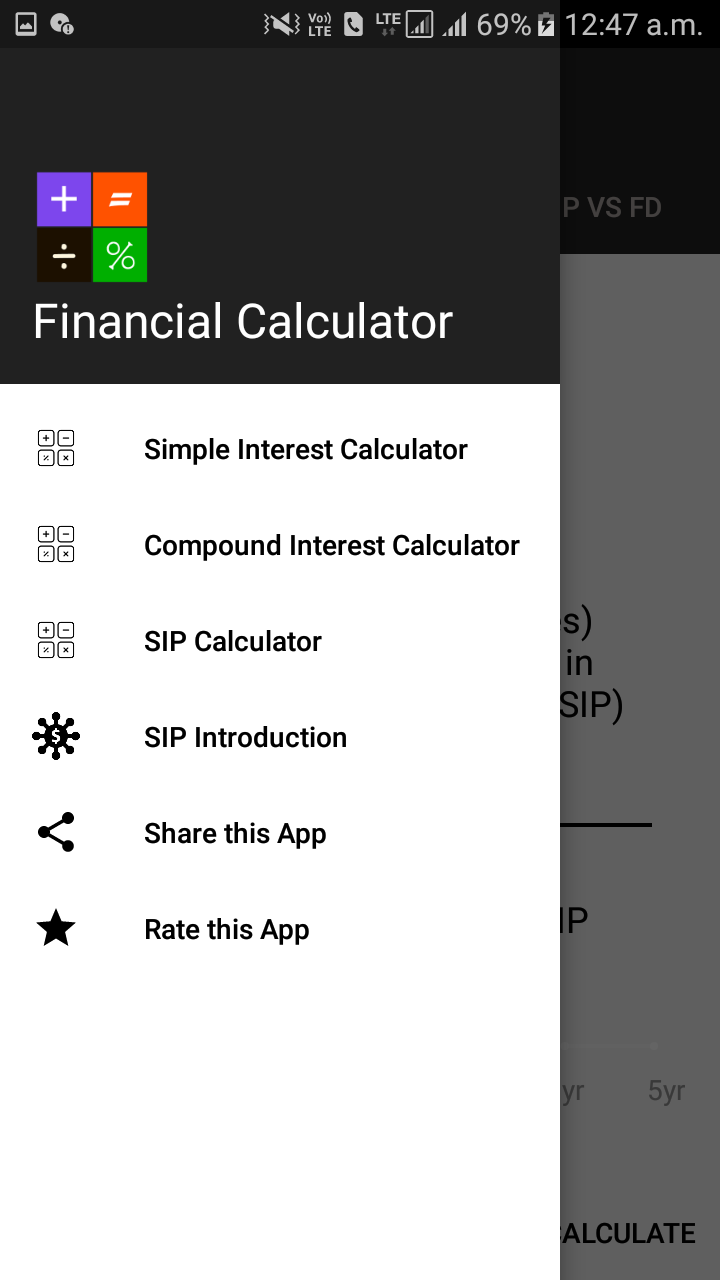 Vo))
LTE
LTE
69%
12:47 a.m.
P VS FD
Financial Calculator
Simple Interest Calculator
Compound Interest Calculator
SIP Calculator
SIP Introduction
Share this App
Rate this App
s)
in
SIP)
IP
yr
5yr
CALCULATE